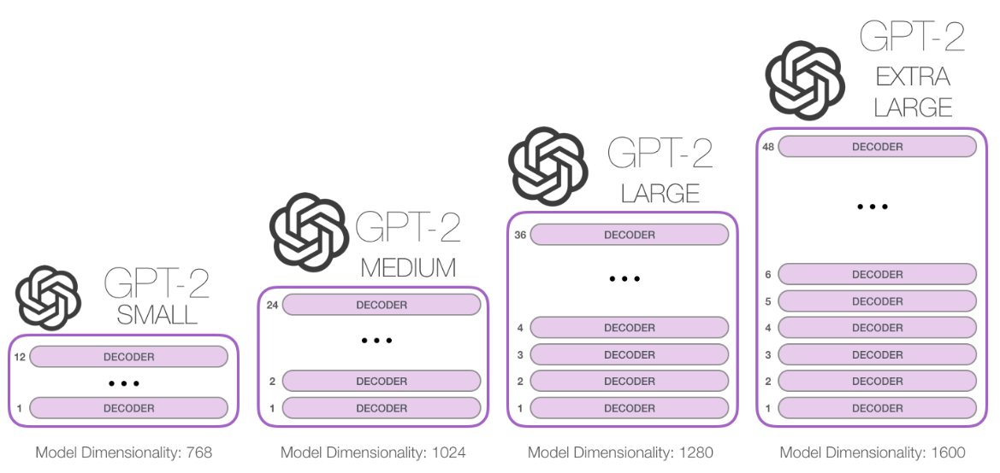 GPT-2
SMALL
12 DECODER
...
1 DECODER
Model Dimensionality: 768
GPT-2
MEDIUM
24 DECODER
...
2 DECODER
1 DECODER
Model Dimensionality: 1024
GPT-2
LARGE
36 DECODER
...
4 DECODER
3 DECODER
2 DECODER
1 DECODER
Model Dimensionality: 1280
GPT-2
EXTRA
LARGE
48 DECODER
...
6 DECODER
5 DECODER
4 DECODER
3 DECODER
2 DECODER
1 DECODER
Model Dimensionality: 1600